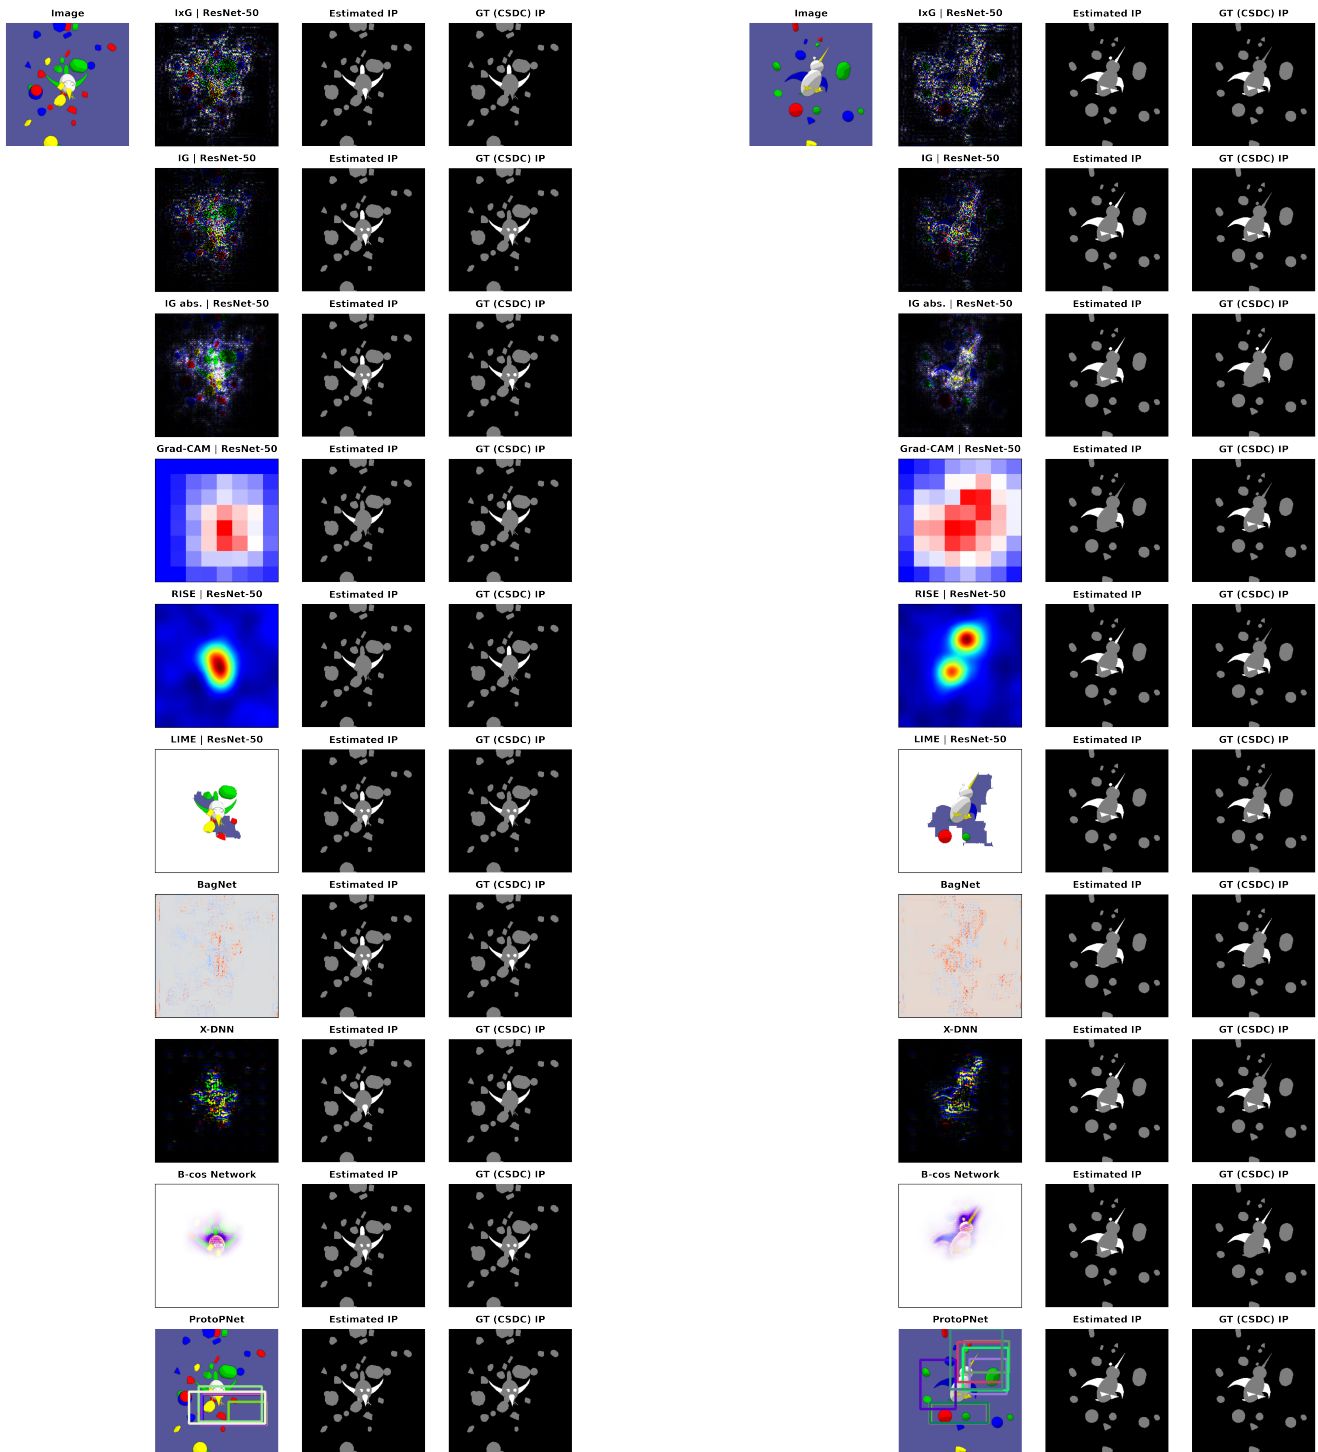 Image IxG | ResNet-50 Estimated IP GT (CSDC) IP Image IxG | ResNet-50 Estimated IP GT (CSDC) IP
IG | ResNet-50 Estimated IP GT (CSDC) IP IG | ResNet-50 Estimated IP GT (CSDC) IP
IG abs. | ResNet-50 Estimated IP GT (CSDC) IP IG abs. | ResNet-50 Estimated IP GT (CSDC) IP
Grad-CAM | ResNet-50 Estimated IP GT (CSDC) IP Grad-CAM | ResNet-50 Estimated IP GT (CSDC) IP
RISE | ResNet-50 Estimated IP GT (CSDC) IP RISE | ResNet-50 Estimated IP GT (CSDC) IP
LIME | ResNet-50 Estimated IP GT (CSDC) IP LIME | ResNet-50 Estimated IP GT (CSDC) IP
BagNet Estimated IP GT (CSDC) IP BagNet Estimated IP GT (CSDC) IP
X-DNN Estimated IP GT (CSDC) IP X-DNN Estimated IP GT (CSDC) IP
B-cos Network Estimated IP GT (CSDC) IP B-cos Network Estimated IP GT (CSDC) IP
ProtoPNet Estimated IP GT (CSDC) IP ProtoPNet Estimated IP GT (CSDC) IP